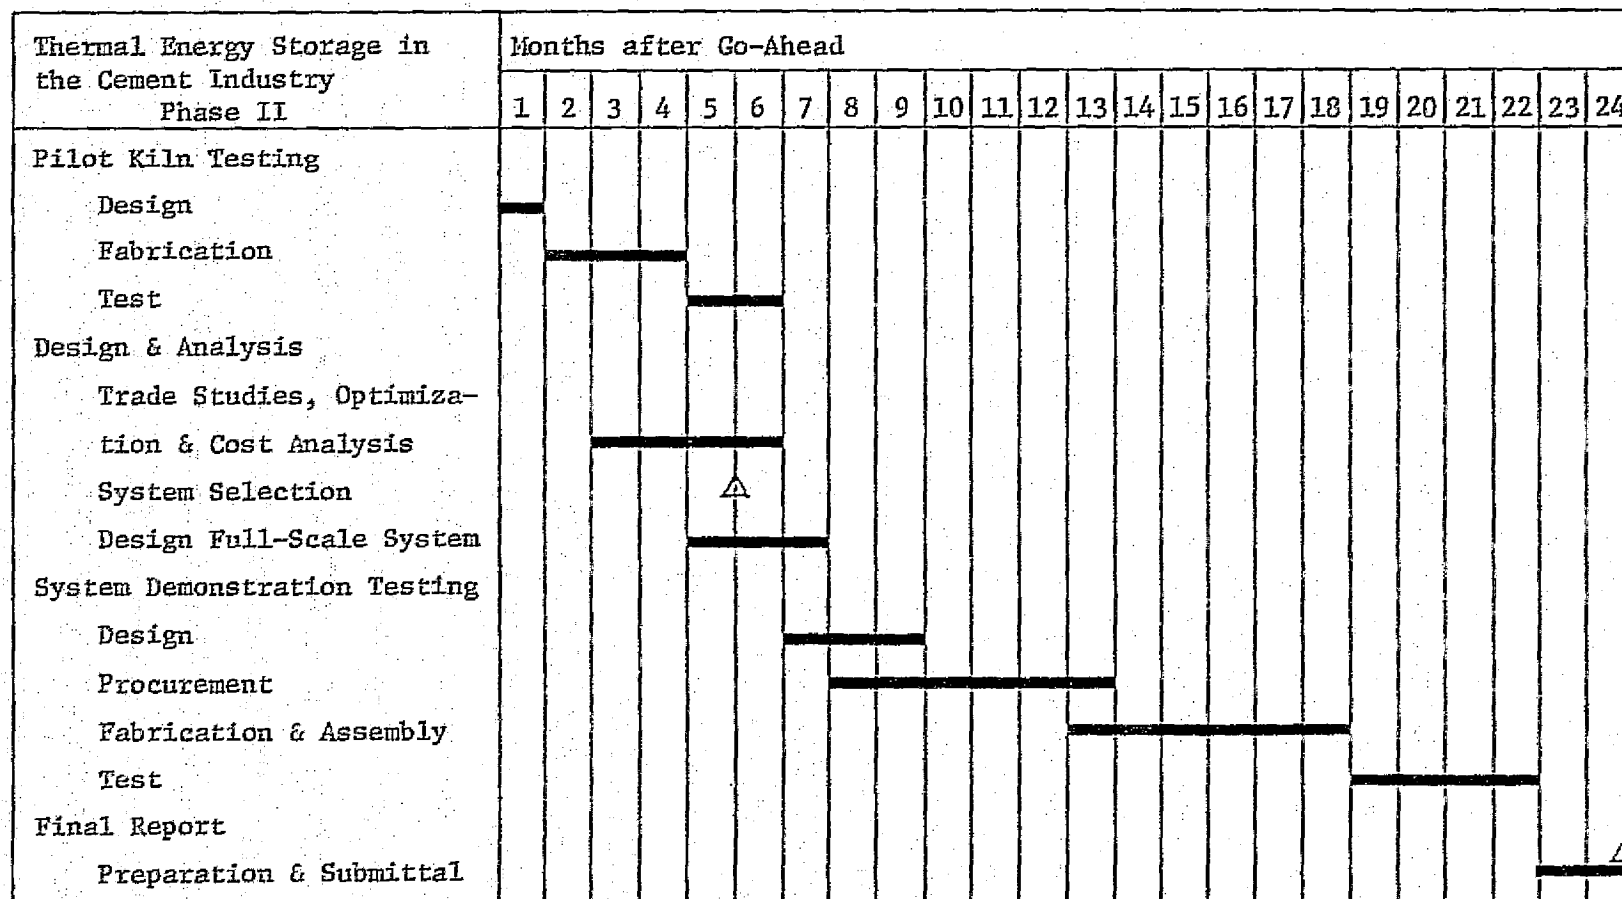 Thermal Energy Storage in
the Cement Industry
Phase II
Months after Go-Ahead
1 2 3 4 5 6 7 8 9 10 11 12 13 14 15 16 17 18 19 20 21 22 23 24
Pilot Kiln Testing
Design
Fabrication
Test
Design & Analysis
Trade Studies, Optimiza-
tion & Cost Analysis
System Selection
Design Full-Scale System
System Demonstration Testing
Design
Procurement
Fabrication & Assembly
Test
Final Report
Preparation & Submittal